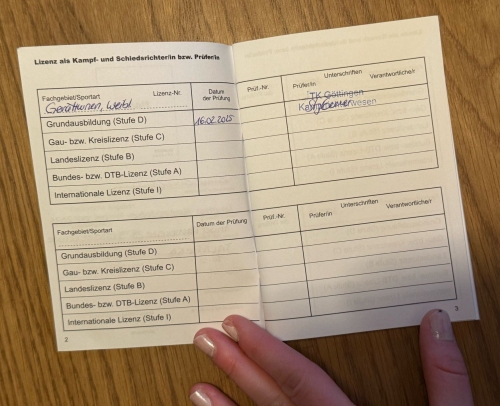 Lizenz als Kampf- und Schiedsrichter/in bzw. Prüfer/in
Fachgebiet/Sportart Lizenz-Nr. Datum der Prüfung Prüf.-Nr. Unterschriften
Prüfer/in Verantwortliche/r
Gerätturnen, weibl.
TK Göttingen
Grundausbildung (Stufe D) 16.02.2025
Gau- bzw. Kreislizenz (Stufe C)
Landeslizenz (Stufe B)
Bundes- bzw. DTB-Lizenz (Stufe A)
Internationale Lizenz (Stufe I)
Fachgebiet/Sportart Datum der Prüfung Prüf.-Nr. Unterschriften
Prüfer/in Verantwortliche/r
Grundausbildung (Stufe D)
Gau- bzw. Kreislizenz (Stufe C)
Landeslizenz (Stufe B)
Bundes- bzw. DTB-Lizenz (Stufe A)
Internationale Lizenz (Stufe I)
2
3